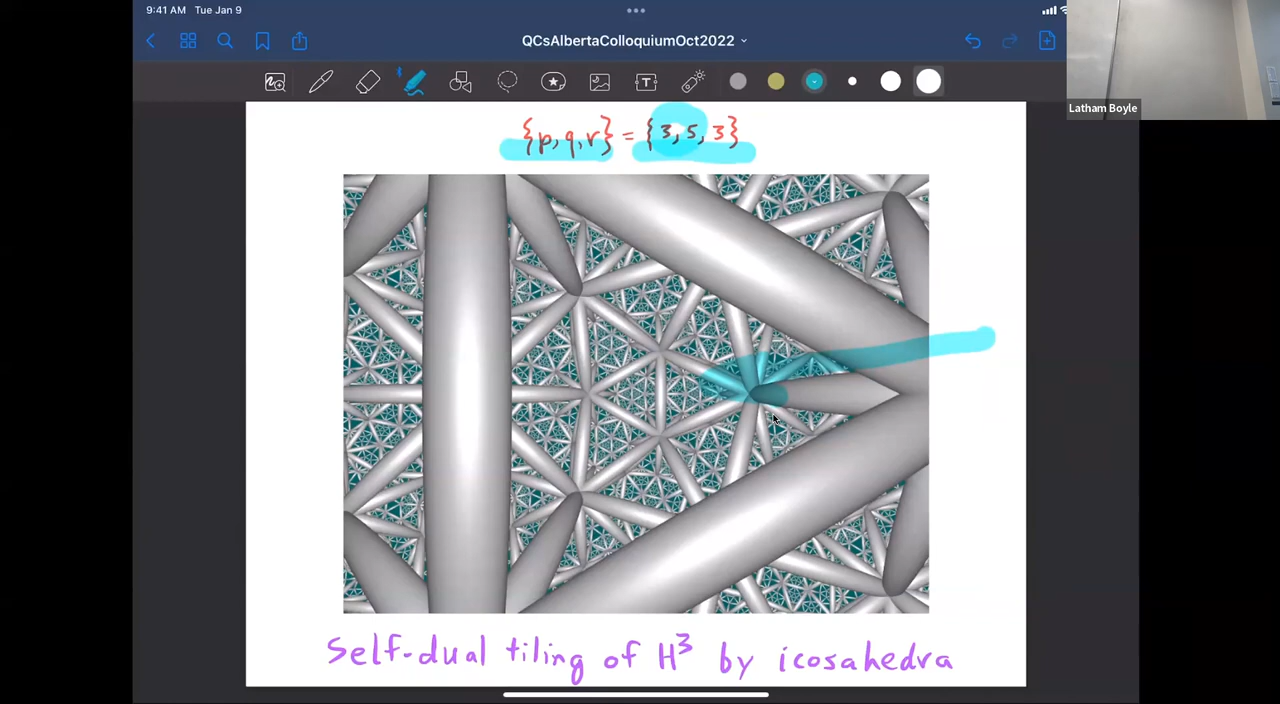 9:41 AM Tue Jan 9
QCsAlbertaColloquiumOct2022
Latham Boyle
{p, q, r} = {3, 5, 3}
Self-dual tiling of H³ by icosahedra